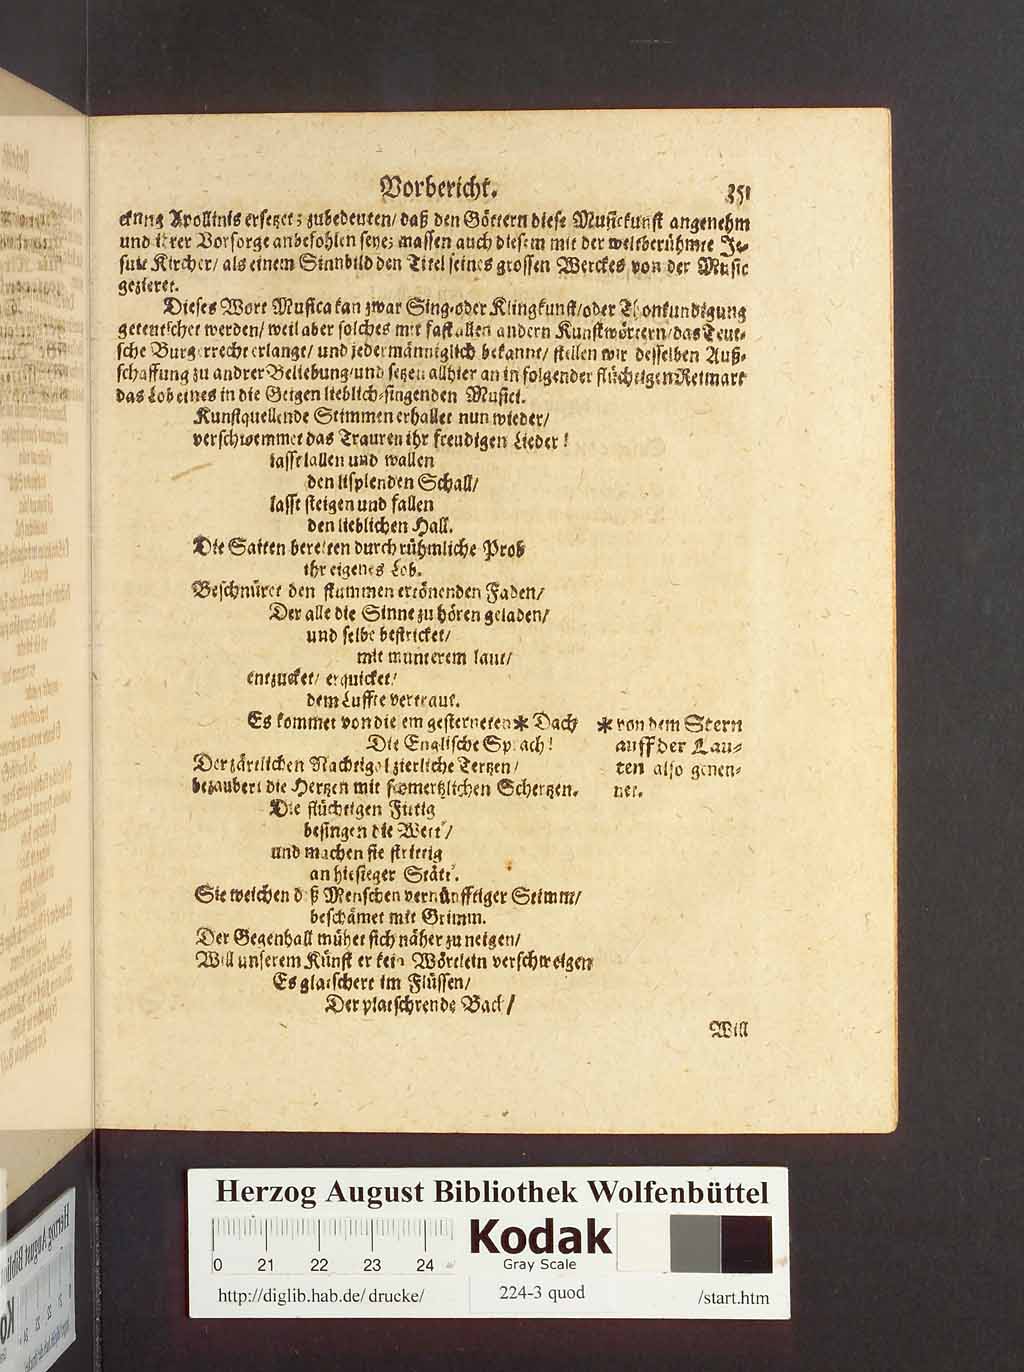 Vorbericht. 351
ckung Apollinis ersetzet; zubedeuten/ daß den Göttern diese Musickunst angenehm
und ihrer Vorsorge anbefohlen seye; massen auch diesem mit der weltberühmte Je-
suit Kircher/ als einem Sinnbild den Titel seines grossen Werckes von der Music
gezieret.
Dieses Wort Musica kan zwar Sing-oder Klingkunst/oder Thonkundigung
geteutschet werden/ weil aber solches mit fast allen andern Kunstwörtern/das Teut-
sche Burgerrecht erlangt/ und jedermänniglich bekannt/ stellen wir desselben Auß-
schaffung zu andrer Beliebung/und setzen allhier an in folgender flüchtigen Reimart
das Lob eines in die Geigen lieblich-singenden Musici.
Kunstquellende Stimmen erhallet nun wieder/
verschwemmet das Trauren ihr freudigen Lieder!
lasst lallen und wallen
den lisplenden Schall/
lasst steigen und fallen
den lieblichen Hall.
Die Saiten bereiten durch rühmliche Prob
ihr eigenes Lob.
Beschnüret den stummen ertönenden Faden/
Der alle die Sinne zu hören geladen/
und selbe bestricket/
mit munterem laut/
entzucket/ erquicket/
dem Luffte vertraut.
Es kommet von diesem gesterneten * Dach
Die Englische Sprach!
* von dem Stern
auff der Lau-
ten also genen-
net.
Der zärtlichen Nachtigal zierliche Tertzen/
bezaubert die Hertzen mit schmertzlichen Schertzen.
Die flüchtigen Fittig
besingen die Wett'/
und machen sie strittig
an hiesieger Stätt'.
Sie weichen deß Menschen vernünfftiger Stimm/
beschämet mit Grimm.
Der Gegenhall mühet sich näher zu neigen/
Will unserem Künstler kein Wörtlein verschweigen
Es glatschert im Flüssen/
Der platschrende Bach/
Will
Herzog August Bibliothek Wolfenbüttel
0 21 22 23 24
Kodak
Gray Scale
http://diglib.hab.de/ drucke/ 224-3 quod /start.htm